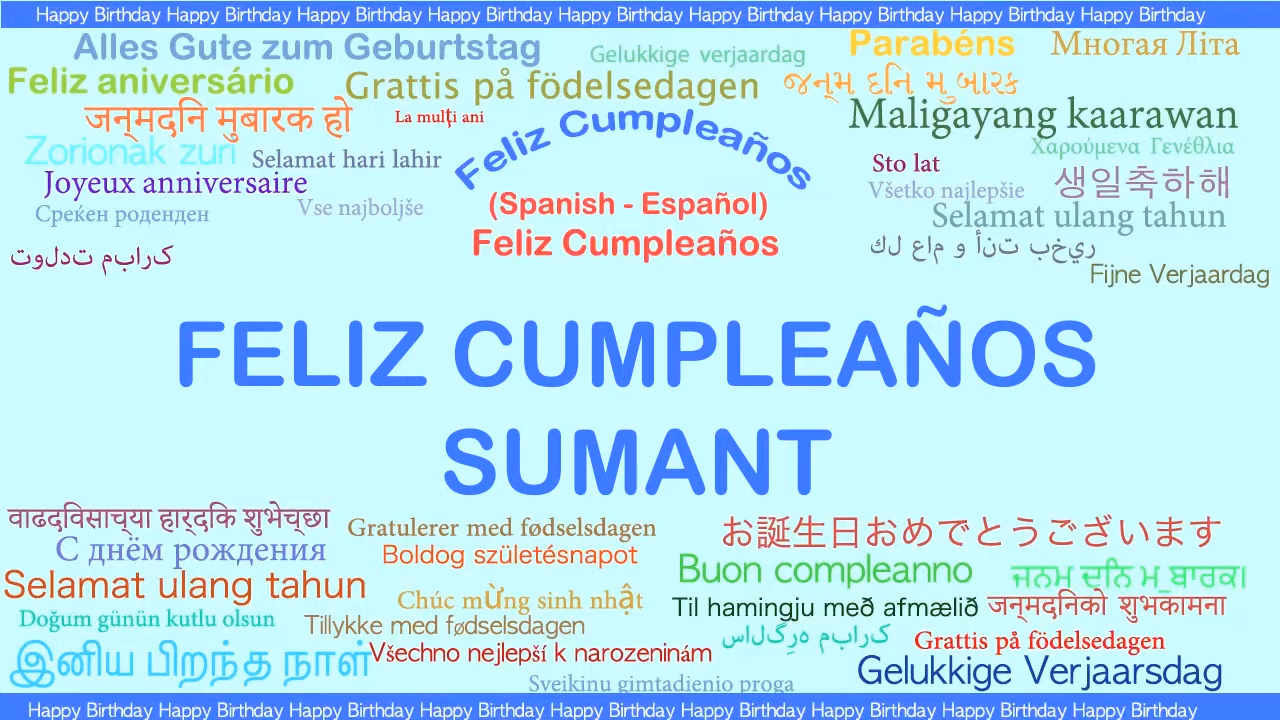 Happy Birthday Happy Birthday Happy Birthday Happy Birthday Happy Birthday Happy Birthday Happy Birthday Happy Birthday Happy Birthday
Alles Gute zum Geburtstag
Gelukkige verjaardag
Parabéns
Многая Літа
Feliz aniversário
Grattis på födelsedagen
જન્મ દિન મુબારક
जन्मदिन मुबारक हो
La mulţi ani
Feliz Cumpleaños
Maligayang kaarawan
Zorionak zuri
Selamat hari lahir
Χαρούμενα Γενέθλια
Sto lat
Joyeux anniversaire
Všetko najlepšie
생일축하해
Среќен роденден
Vse najboljše
(Spanish - Español)
Selamat ulang tahun
Feliz Cumpleaños
تولدت مبارک
كل عام و أنت بخير
Fijne Verjaardag
FELIZ CUMPLEAÑOS
SUMANT
वाढदिवसाच्या हार्दिक शुभेच्छा
Gratulerer med fødselsdagen
お誕生日おめでとうございます
С днём рождения
Boldog születésnapot
Buon compleanno
ਜਨਮ ਦਿਨ ਮੁਬਾਰਕ।
Selamat ulang tahun
Chúc mừng sinh nhật
Til hamingju með afmælið
जन्मदिनको शुभकामना
Doğum günün kutlu olsun
Tillykke med fødselsdagen
سالگرہ مبارک
Grattis på födelsedagen
இனிய பிறந்த நாள்
Všechno nejlepší k narozeninám
Gelukkige Verjaarsdag
Sveikinu gimtadienio proga
Happy Birthday Happy Birthday Happy Birthday Happy Birthday Happy Birthday Happy Birthday Happy Birthday Happy Birthday Happy Birthday